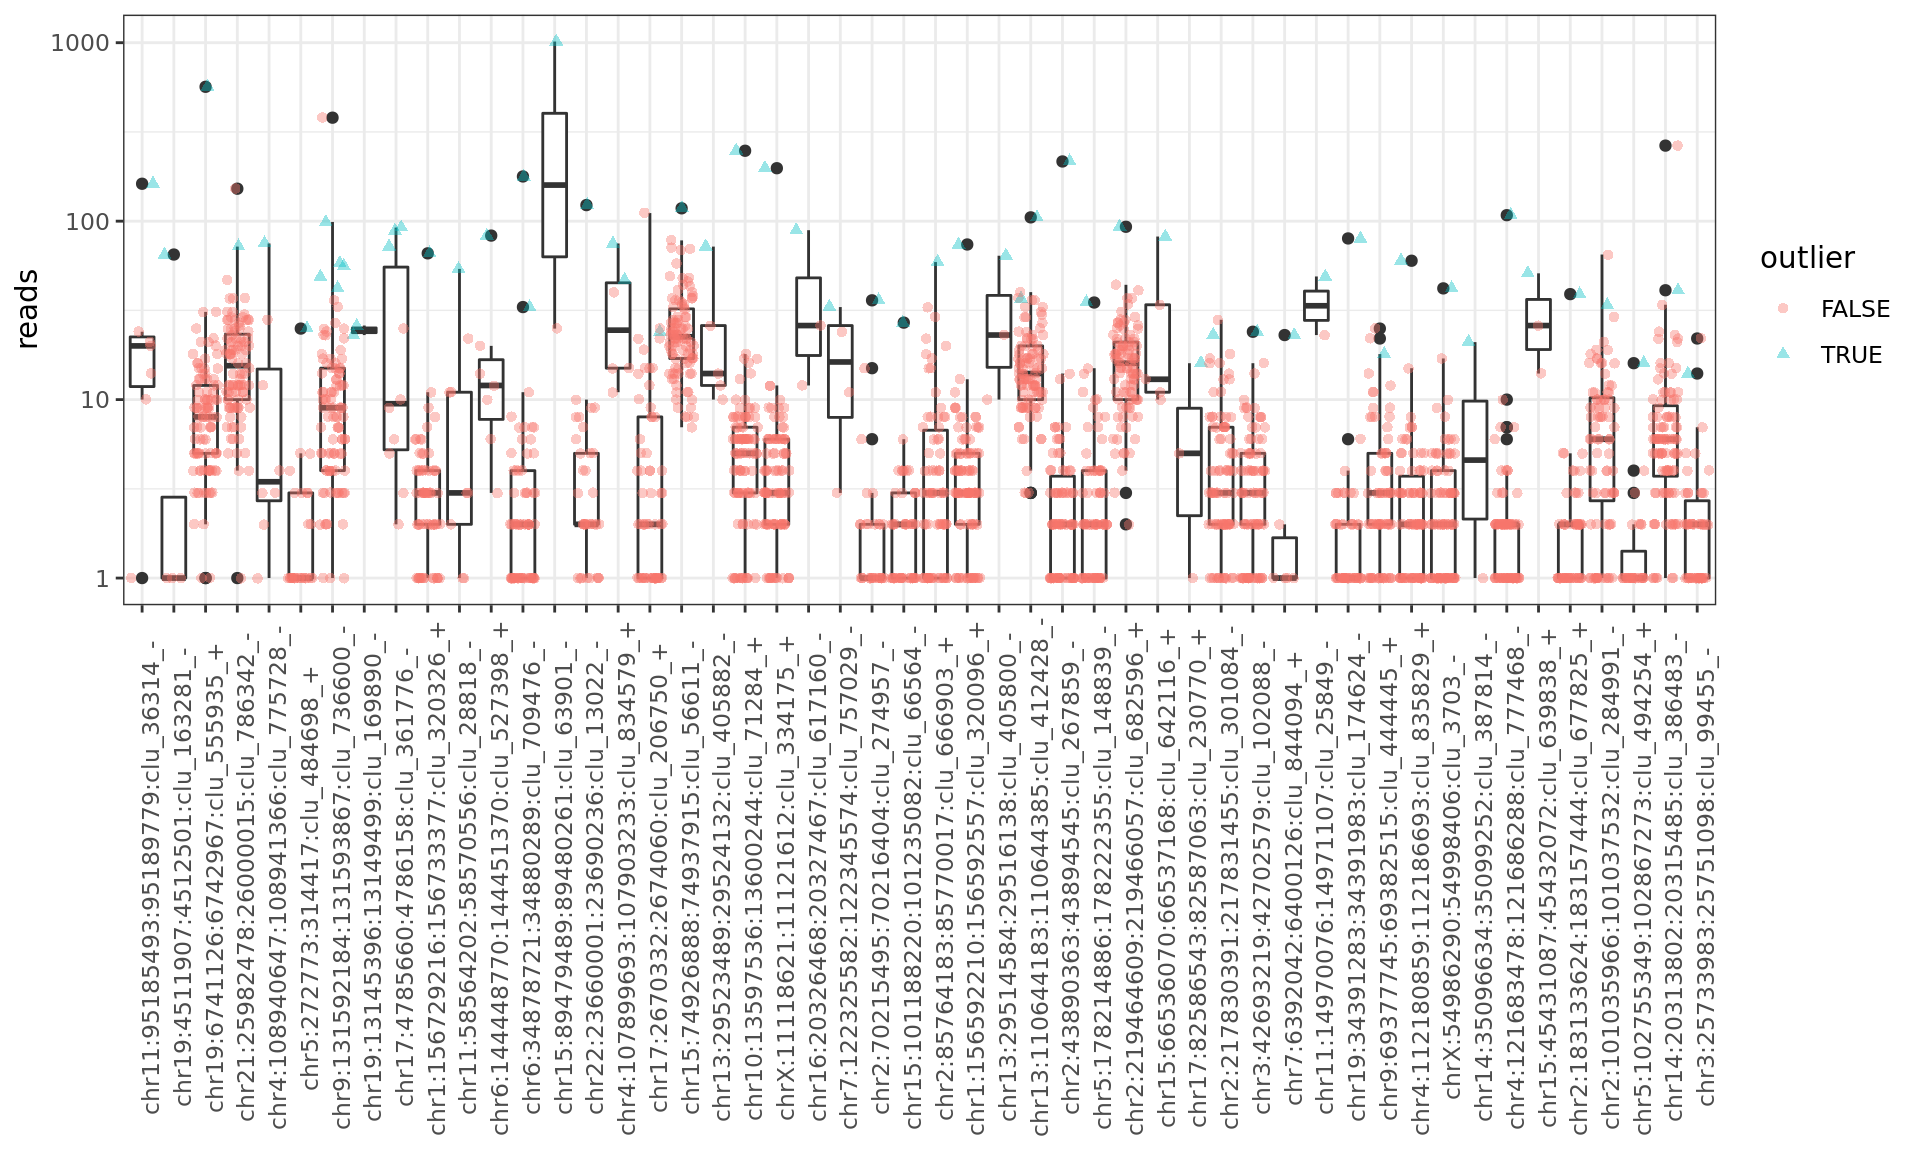 1000
100
10
1
reads
outlier
FALSE
TRUE
chr11:95185493:95189779:clu_36314_-
chr19:4511907:4512501:clu_163281_-
chr19:6741126:6742967:clu_555935_+
chr21:25982478:26000015:clu_786342_-
chr4:108940647:108941366:clu_775728_-
chr5:272773:314417:clu_484698_+
chr9:131592184:131593867:clu_736600_-
chr19:13145396:13149499:clu_169890_-
chr17:4785660:4786158:clu_361776_-
chr1:156729216:156733377:clu_320326_+
chr11:58564202:58570556:clu_28818_-
chr6:144448770:144451370:clu_527398_+
chr6:34878721:34880289:clu_709476_-
chr15:89479489:89480261:clu_63901_-
chr22:23660001:23690236:clu_13022_-
chr4:107899693:107903233:clu_834579_+
chr17:26703332:2674060:clu_206750_+
chr15:74926888:74937915:clu_56611_-
chr13:29523489:29524132:clu_405882_-
chr10:13597536:13600244:clu_71284_+
chrX:11118621:11121612:clu_334175_+
chr16:20326468:20327467:clu_617160_-
chr7:122325582:122345574:clu_757029_-
chr2:70215495:70216404:clu_274957_-
chr15:101188220:101235082:clu_66564_-
chr2:85764183:85770017:clu_666903_+
chr1:156592210:156592557:clu_320096_+
chr13:29514584:29516138:clu_405800_-
chr13:110644183:110644385:clu_412428_-
chr2:43890363:43894545:clu_267859_-
chr5:178214886:178222355:clu_148839_-
chr2:219464609:219466057:clu_682596_+
chr15:66536070:66537168:clu_642116_+
chr17:82586543:82587063:clu_230770_+
chr2:217830391:217831455:clu_301084_-
chr3:42693219:42702579:clu_102088_-
chr7:6392042:6400126:clu_844094_+
chr11:14970076:14971107:clu_25849_-
chr19:34391283:34391983:clu_174624_-
chr9:69377745:69382515:clu_444445_+
chr4:112180859:112186693:clu_835829_+
chrX:54986290:54998406:clu_3703_-
chr14:35096634:35099252:clu_387814_-
chr4:121683478:121686288:clu_777468_-
chr15:45431087:45432072:clu_639838_+
chr2:183133624:183157444:clu_677825_+
chr2:101035966:101037532:clu_284991_-
chr5:102755349:102867273:clu_494254_+
chr14:20313802:20315485:clu_386483_-
chr3:25733983:25751098:clu_99455_-